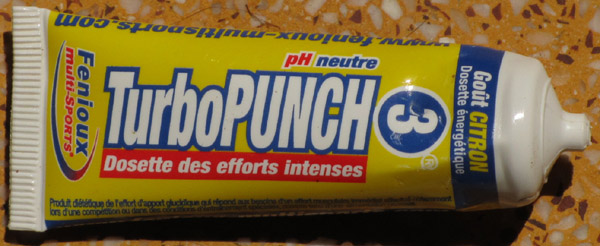 www.fenioux-multisports.com
pH neutre
Fenioux
multi-SPORTS
TurboPUNCH 3
®
Dosette des efforts intenses
Goût CITRON
Dosette énergétique
Produit diététique de l'effort d'apport glucidique qui répond aux besoins d'un effort
lors d'une compétition ou dans des conditions